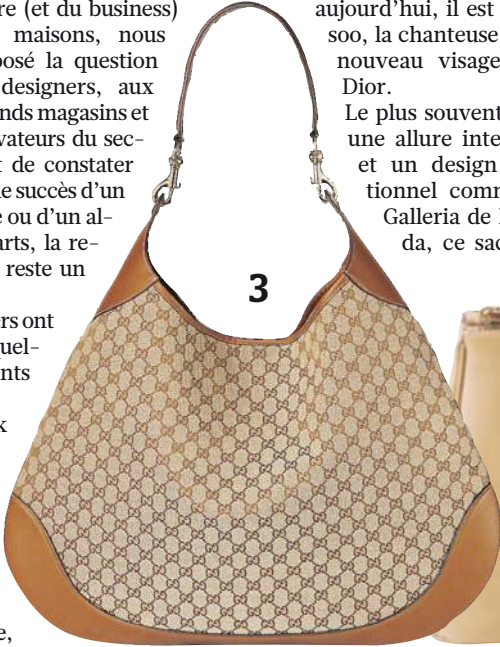 re (et du business)
maisons, nous
posé la question
designers, aux
nds magasins et
vateurs du sec-
t de constater
e succès d'un
e ou d'un al-
arts, la re-
reste un
ers ont
quel-
nts
x
e,
3
aujourd'hui, il est
soo, la chanteuse
nouveau visage
Dior.
Le plus souvent
une allure inte
et un design
tionnel comm
Galleria de
da, ce sac